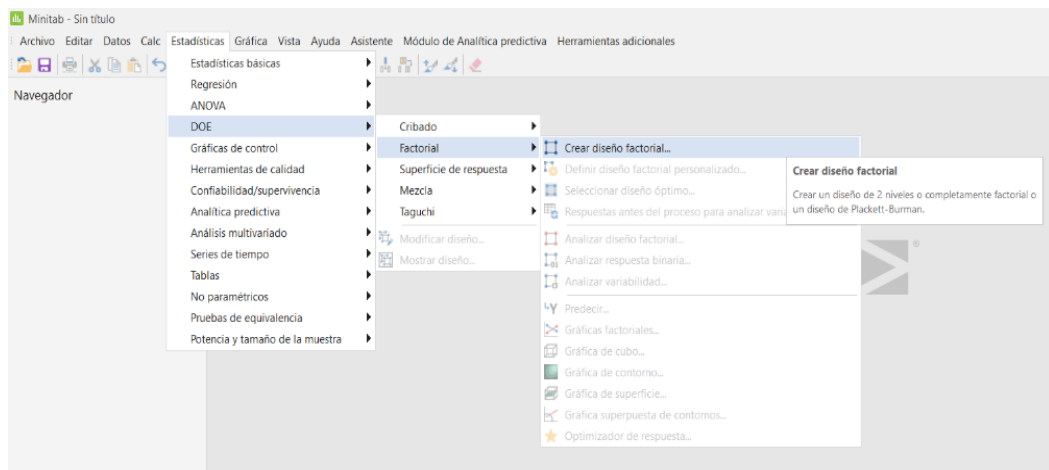 Minitab - Sin título
Archivo Editar Datos Calc Estadísticas Gráfica Vista Ayuda Asistente Módulo de Analítica predictiva Herramientas adicionales
Navegador
Estadísticas básicas
Regresión
ANOVA
DOE
Gráficas de control
Herramientas de calidad
Confiabilidad/supervivencia
Analítica predictiva
Análisis multivariado
Series de tiempo
Tablas
No paramétricos
Pruebas de equivalencia
Potencia y tamaño de la muestra
Cribado
Factorial
Superficie de respuesta
Mezcla
Taguchi
Modificar diseño...
Mostrar diseño...
Crear diseño factorial...
Definir diseño factorial personalizado...
Seleccionar diseño óptimo...
Respuestas antes del proceso para analizar
Analizar diseño factorial...
Analizar respuesta binaria...
Analizar variabilidad...
Predecir...
Gráficas factoriales...
Gráfica de cubo...
Gráfica de contorno...
Gráfica de superficie...
Gráfica superpuesta de contornos...
Optimizador de respuesta...
Crear diseño factorial
Crear un diseño de 2 niveles o completamente factorial o
un diseño de Plackett-Burman.